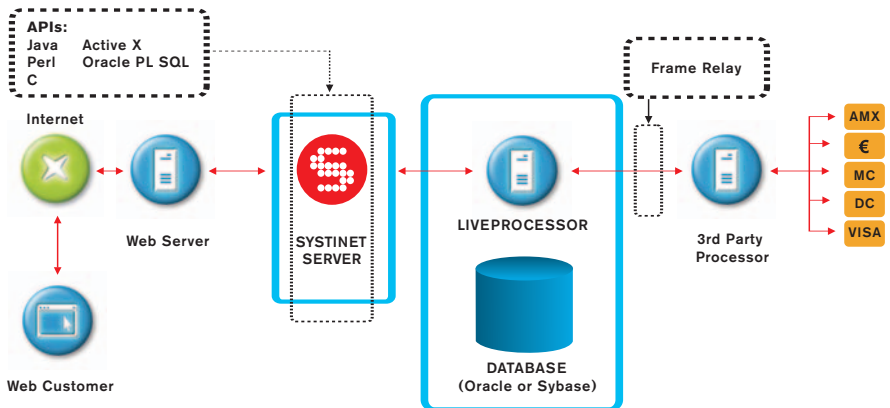 APIs:
Java Active X
Perl Oracle PL SQL
C
Frame Relay
Internet
Web Server
SYSTINET
SERVER
LIVEPROCESSOR
3rd Party
Processor
AMX
€
MC
DC
VISA
Web Customer
DATABASE
(Oracle or Sybase)